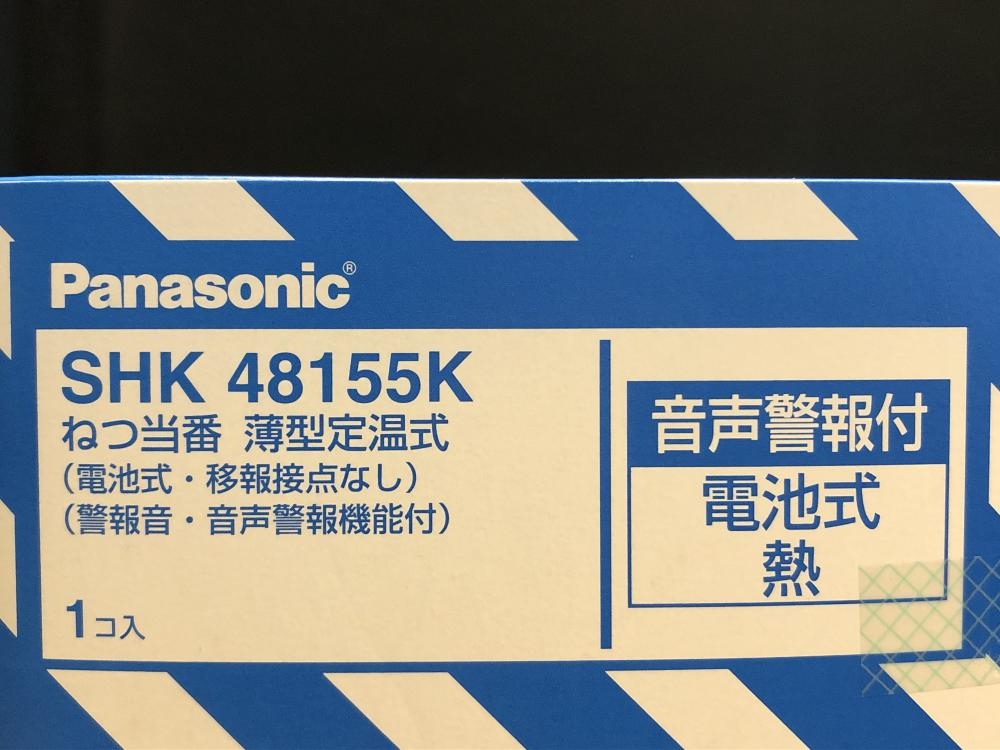 Panasonic®
SHK 48155K
ねつ当番 薄型定温式
(電池式・移報接点なし)
(警報音・音声警報機能付)
1コ入
音声警報付
電池式
熱